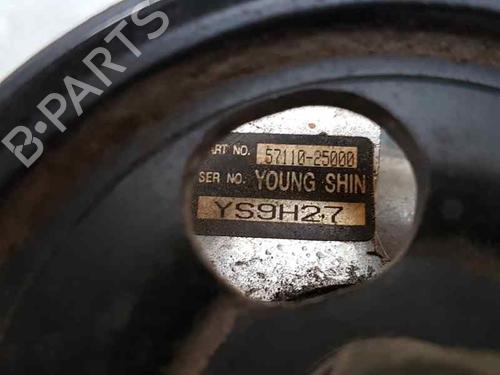 B-PARTS
ART NO. 57110-25000
SER NO. YOUNG SHIN
YS9H27